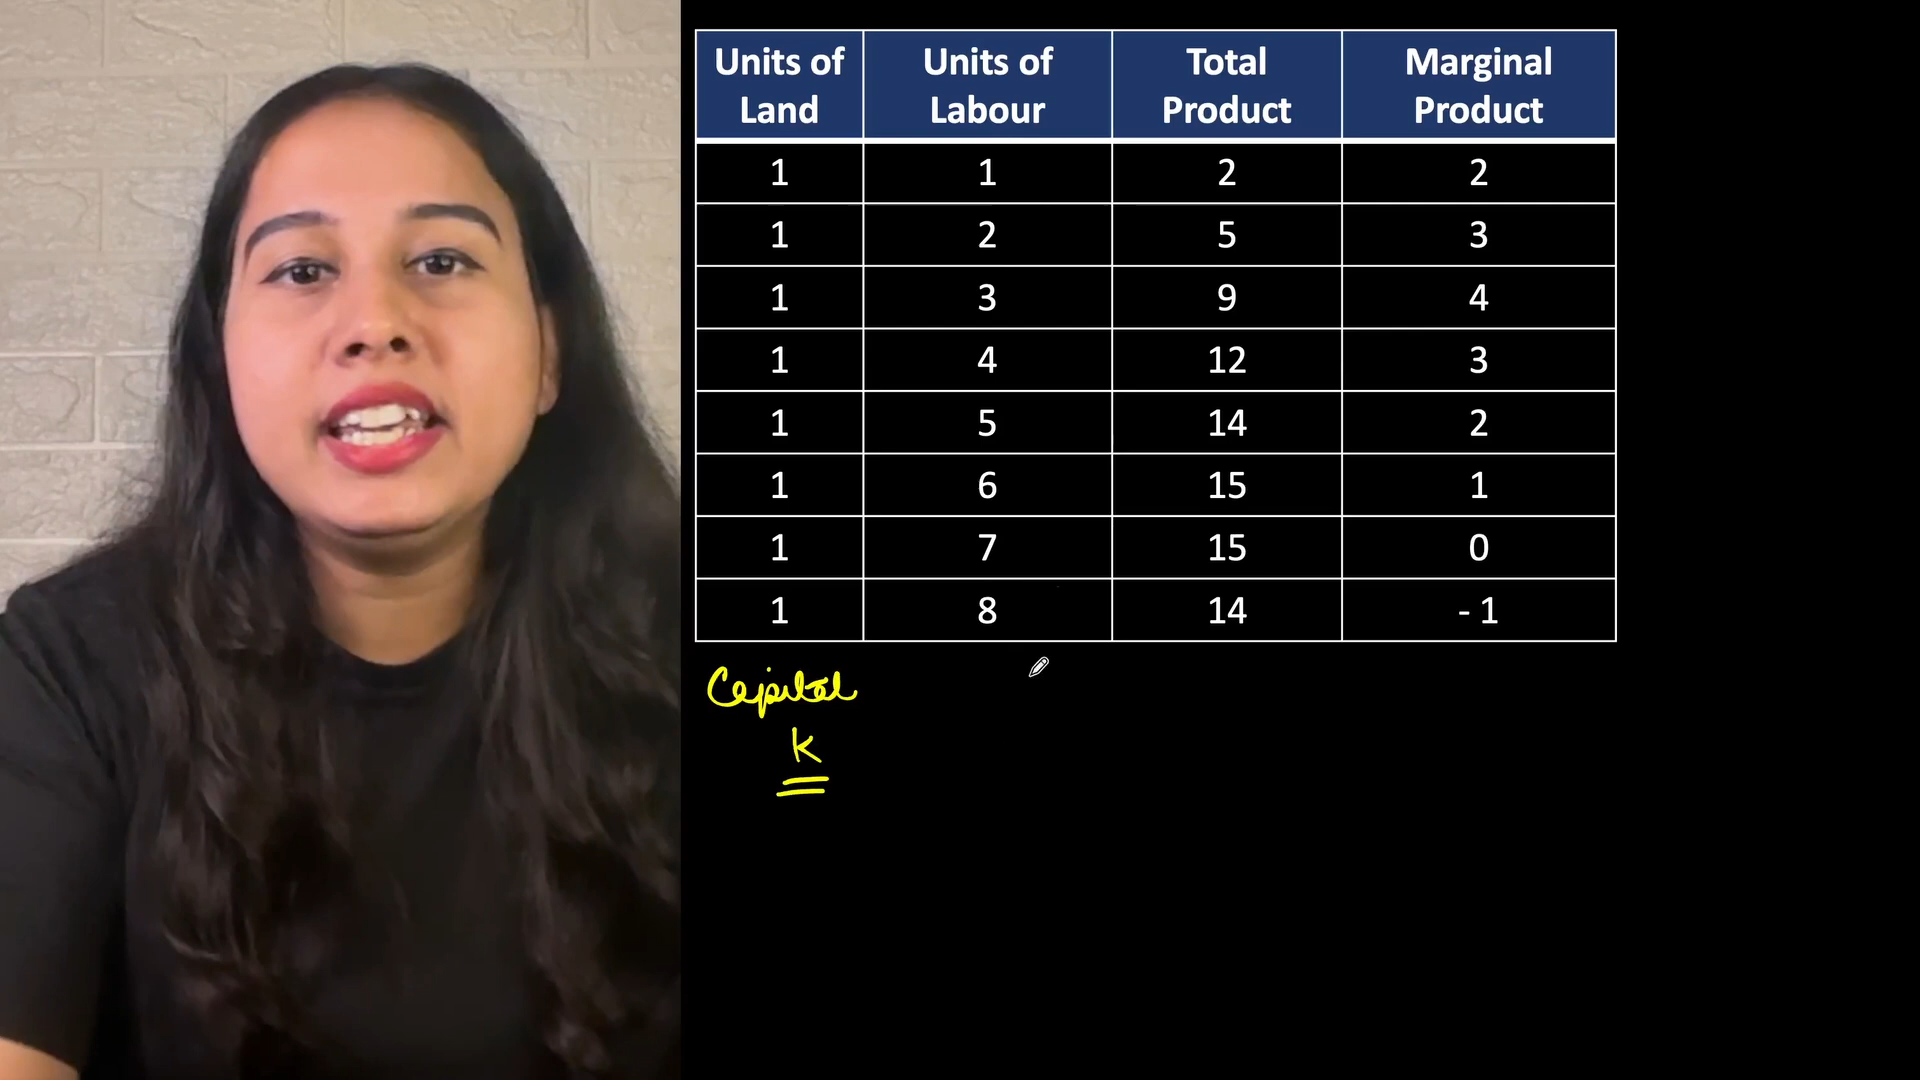 Units of Land Units of Labour Total Product Marginal Product
1 1 2 2
1 2 5 3
1 3 9 4
1 4 12 3
1 5 14 2
1 6 15 1
1 7 15 0
1 8 14 - 1
Capital
K